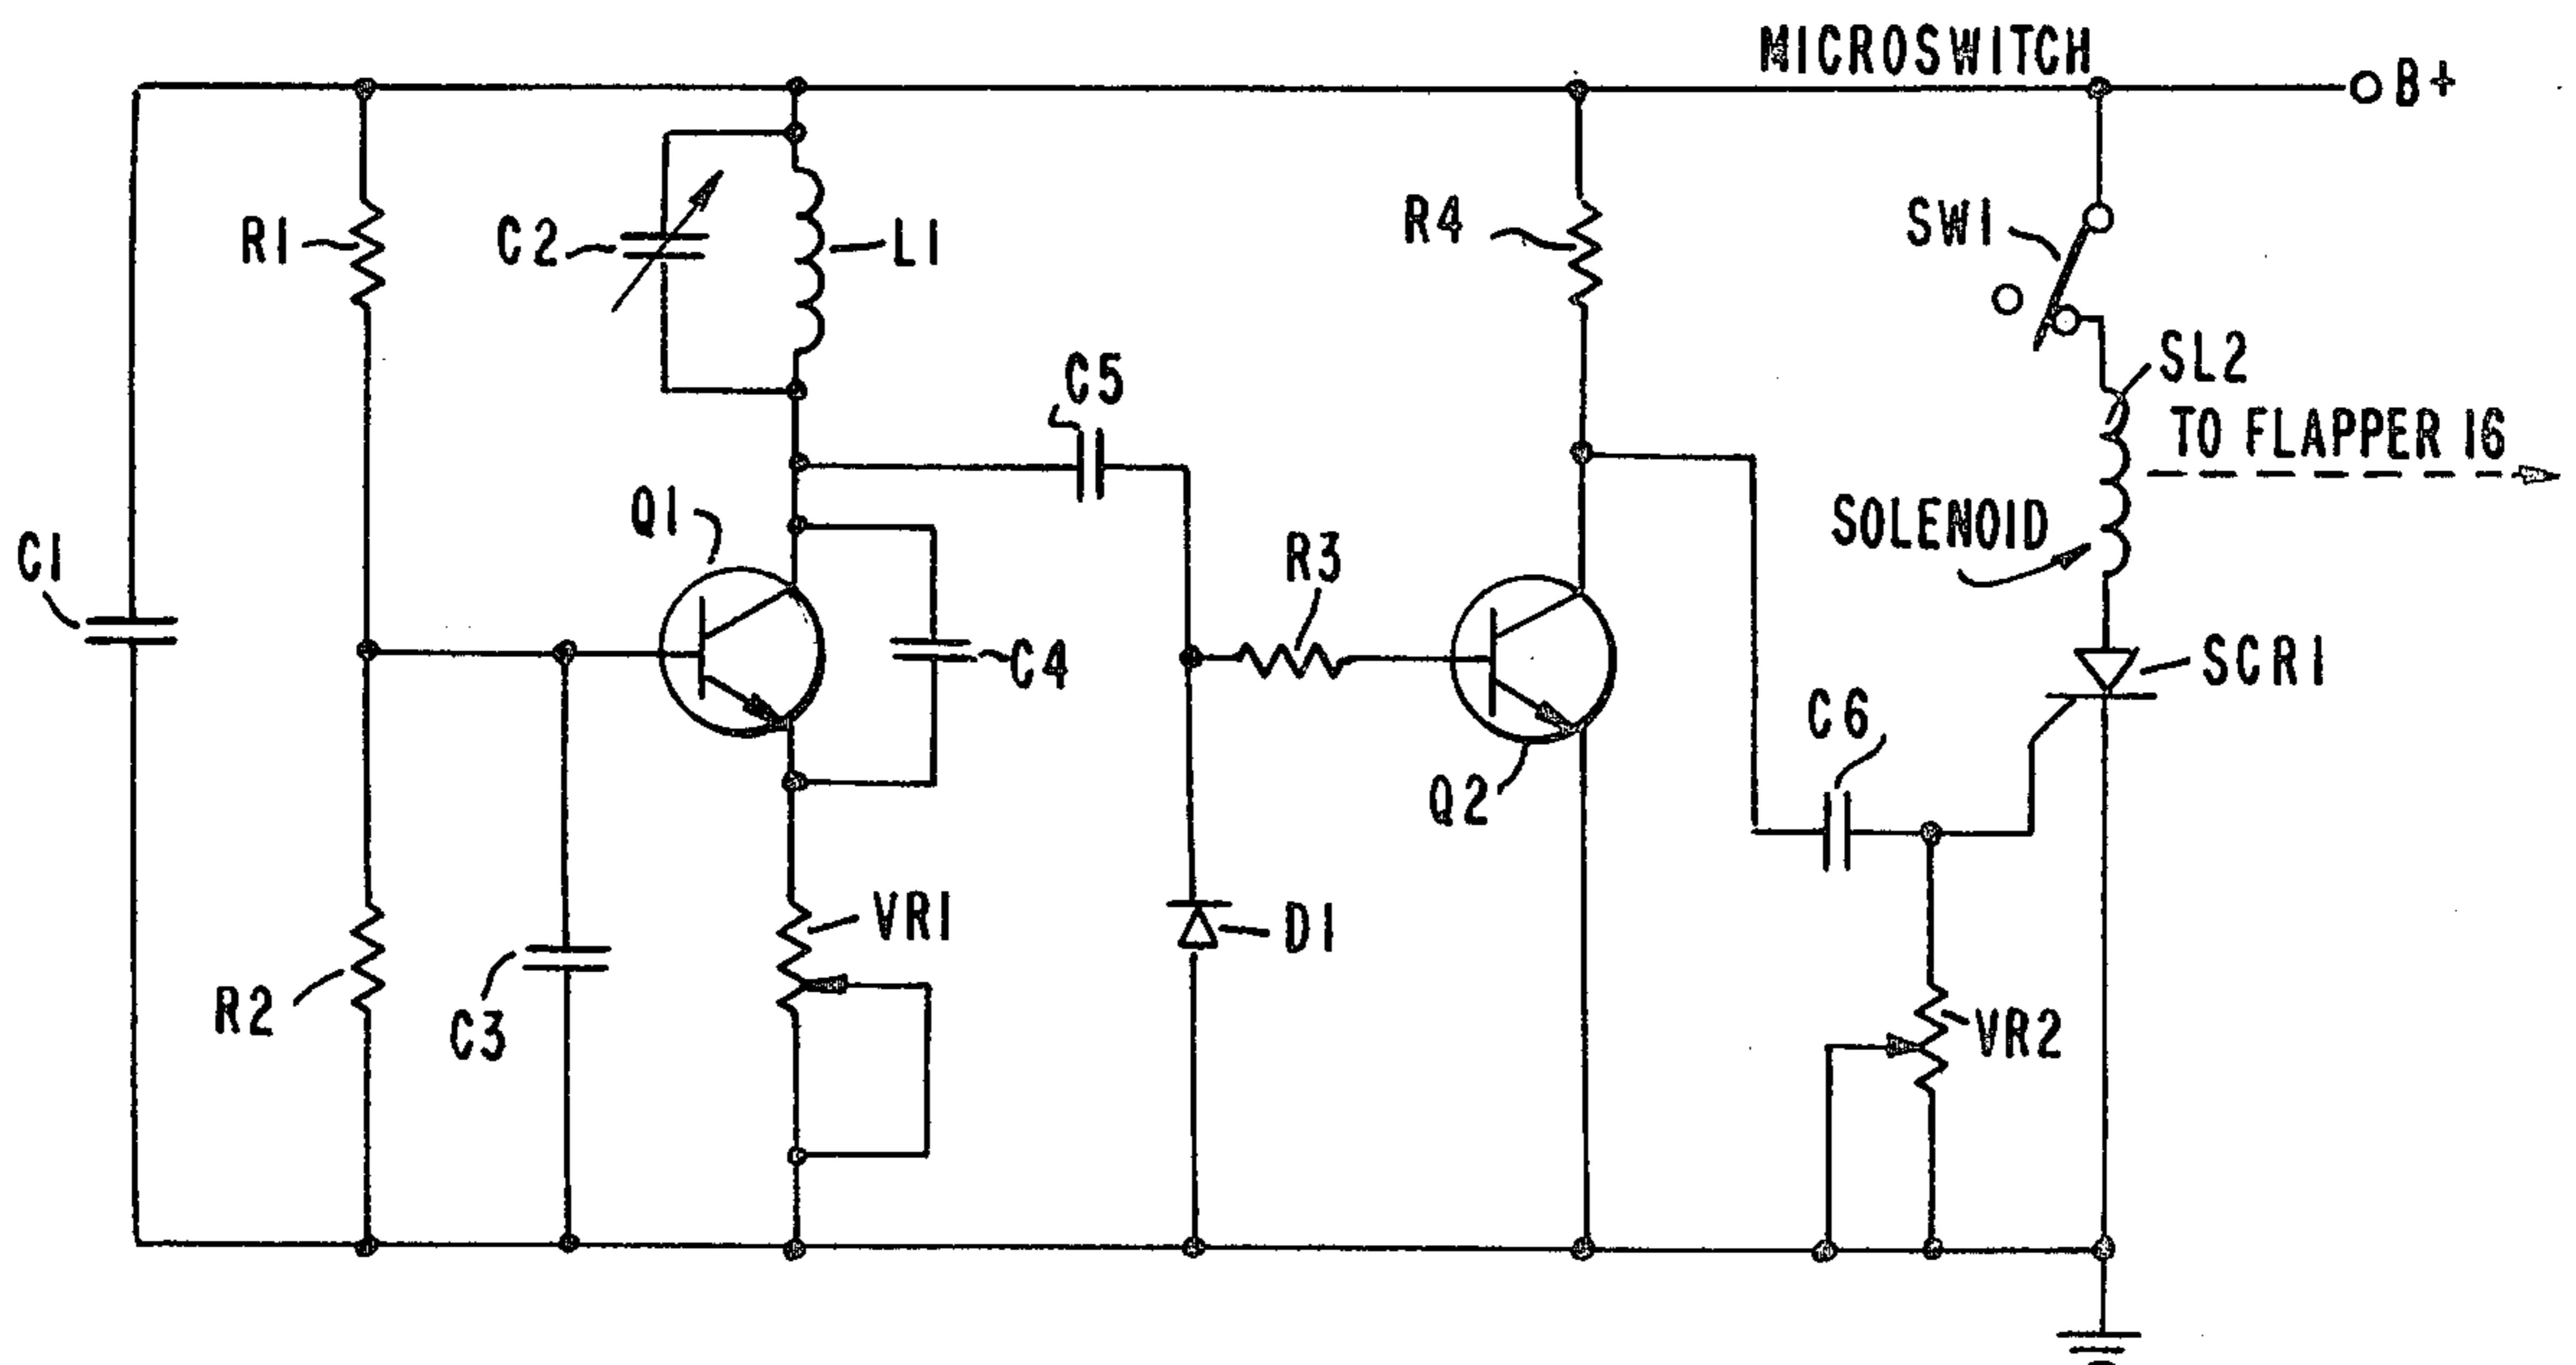 MICROSWITCH
B+
R1
C2
L1
R4
SW1
C5
SL2
TO FLAPPER 16
Q1
SOLENOID
C1
R3
C4
SCR1
C6
Q2
VR1
D1
R2
C3
VR2